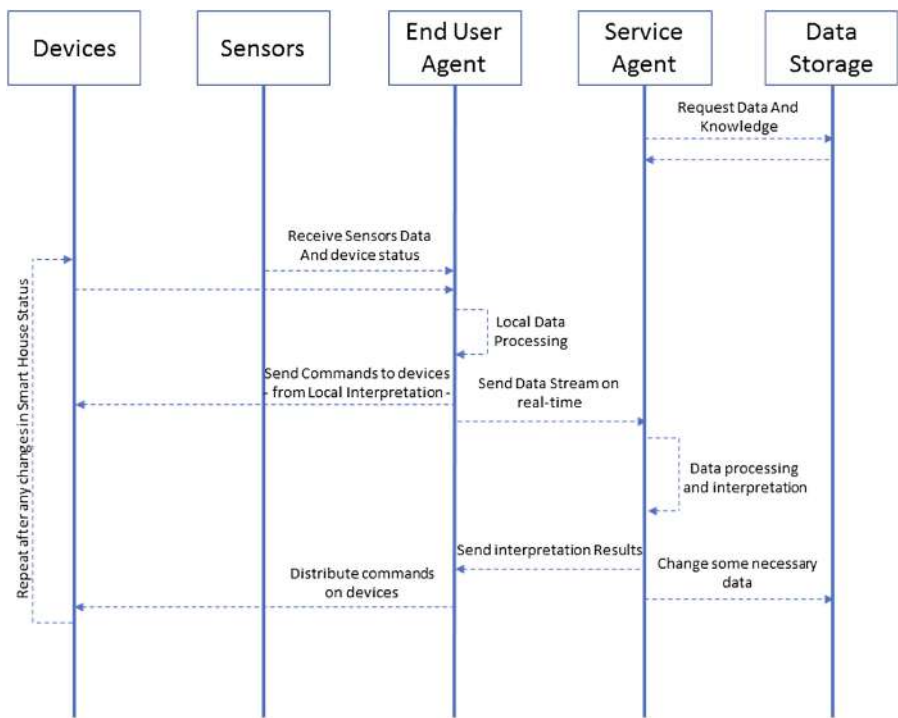 Devices
Sensors
End User
Agent
Service
Agent
Data
Storage
Request Data And
Knowledge
Receive Sensors Data
And device status
Local Data
Processing
Send Commands to devices
- from Local Interpretation -
Send Data Stream on
real-time
Data processing
and interpretation
Send interpretation Results
Change some necessary
data
Distribute commands
on devices
Repeat after any changes in Smart House Status